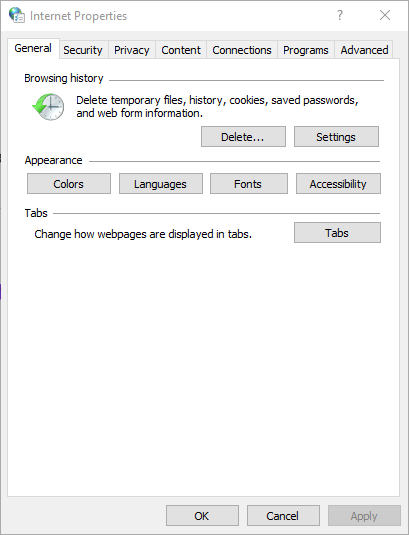 Internet Properties
?
General Security Privacy Content Connections Programs Advanced
Browsing history
Delete temporary files, history, cookies, saved passwords,
and web form information.
Delete... Settings
Appearance
Colors Languages Fonts Accessibility
Tabs
Change how webpages are displayed in tabs. Tabs
OK Cancel Apply